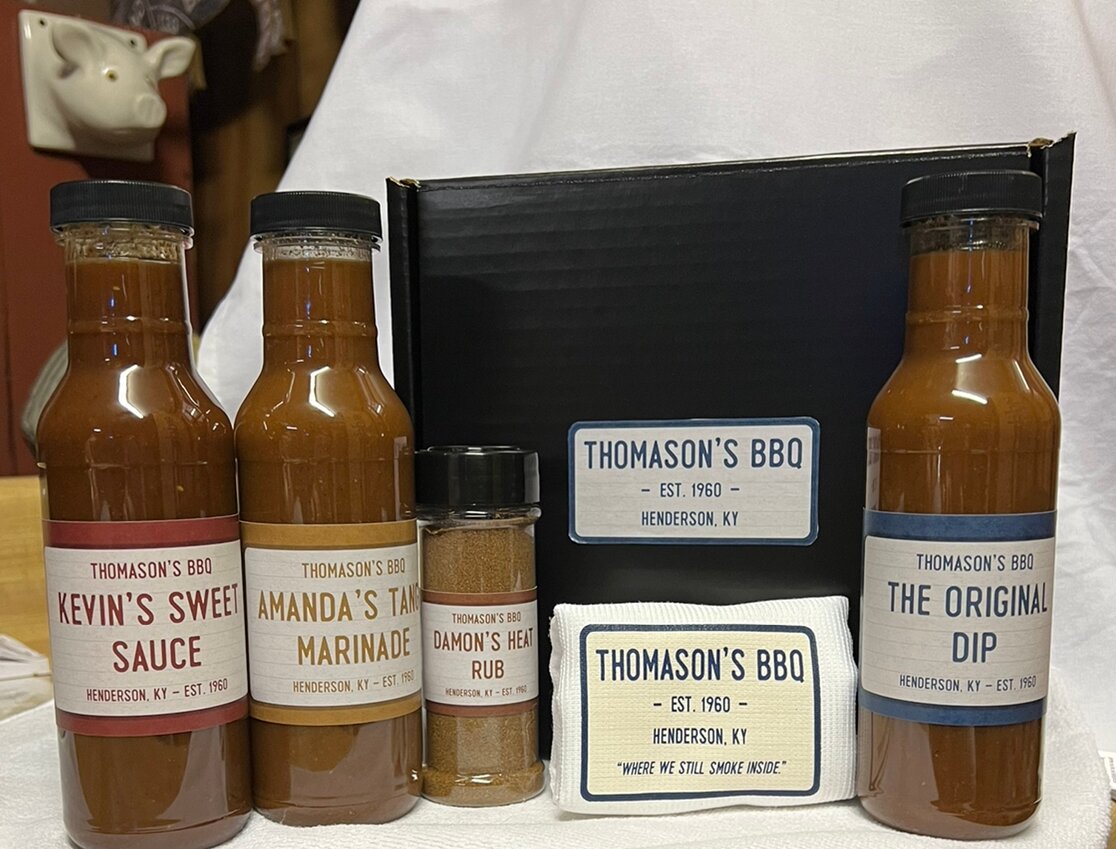 THOMASON'S BBQ
KEVIN'S SWEET
SAUCE
HENDERSON, KY – EST. 1960
THOMASON'S BBQ
AMANDA'S TANG
MARINADE
HENDERSON, KY – EST. 1960
THOMASON'S BBQ
DAMON'S HEAT
RUB
HENDERSON, KY – EST. 1960
THOMASON'S BBQ
– EST. 1960 –
HENDERSON, KY
THOMASON'S BBQ
– EST. 1960 –
HENDERSON, KY
"WHERE WE STILL SMOKE INSIDE."
THOMASON'S BBQ
THE ORIGINAL
DIP
HENDERSON, KY – EST. 1960